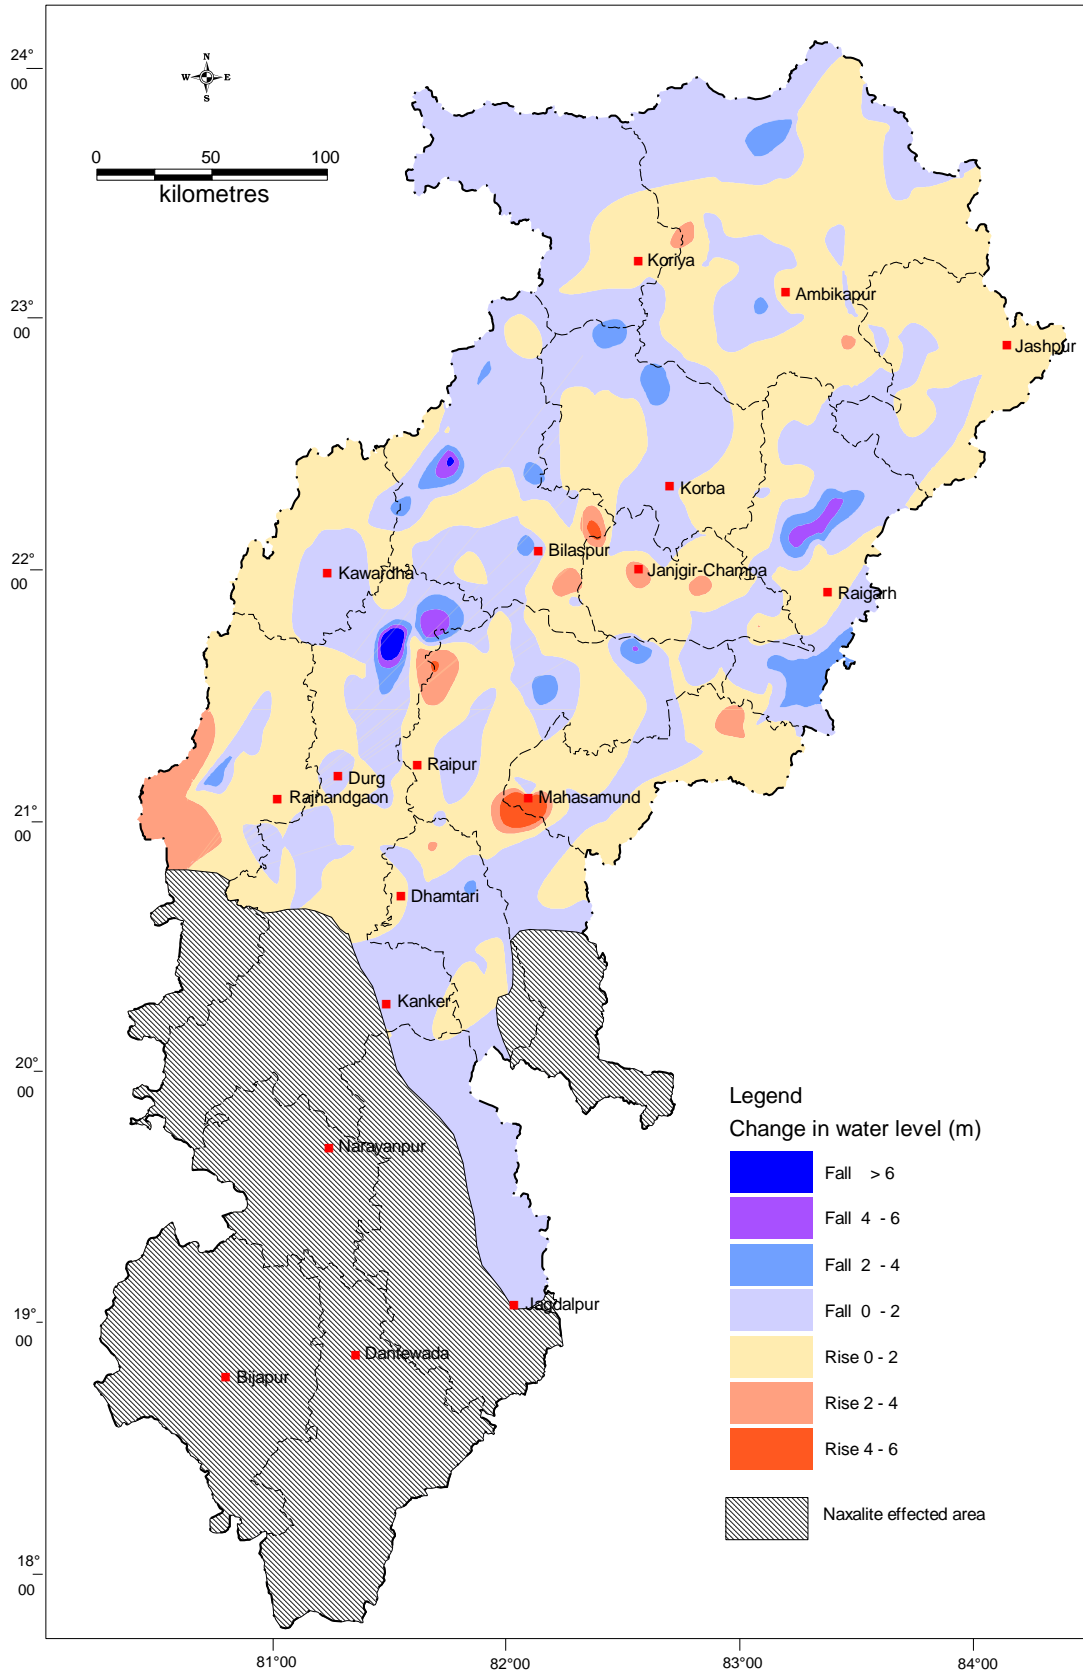 24°
00
N
W E
S
0 50 100
kilometres
Koriya
Ambikapur
23°
00
Jashpur
Korba
Bilaspur
22°
00
Kawardha
Janjgir-Champa
Raigarh
Raipur
Durg
Rajnandgaon
Mahasamund
21°
00
Dhamtari
Kanker
20°
00
Narayanpur
Jagdalpur
19°
00
Dantewada
Bijapur
18°
00
Legend
Change in water level (m)
Fall > 6
Fall 4 - 6
Fall 2 - 4
Fall 0 - 2
Rise 0 - 2
Rise 2 - 4
Rise 4 - 6
Naxalite effected area
81°00 82°00 83°00 84°00